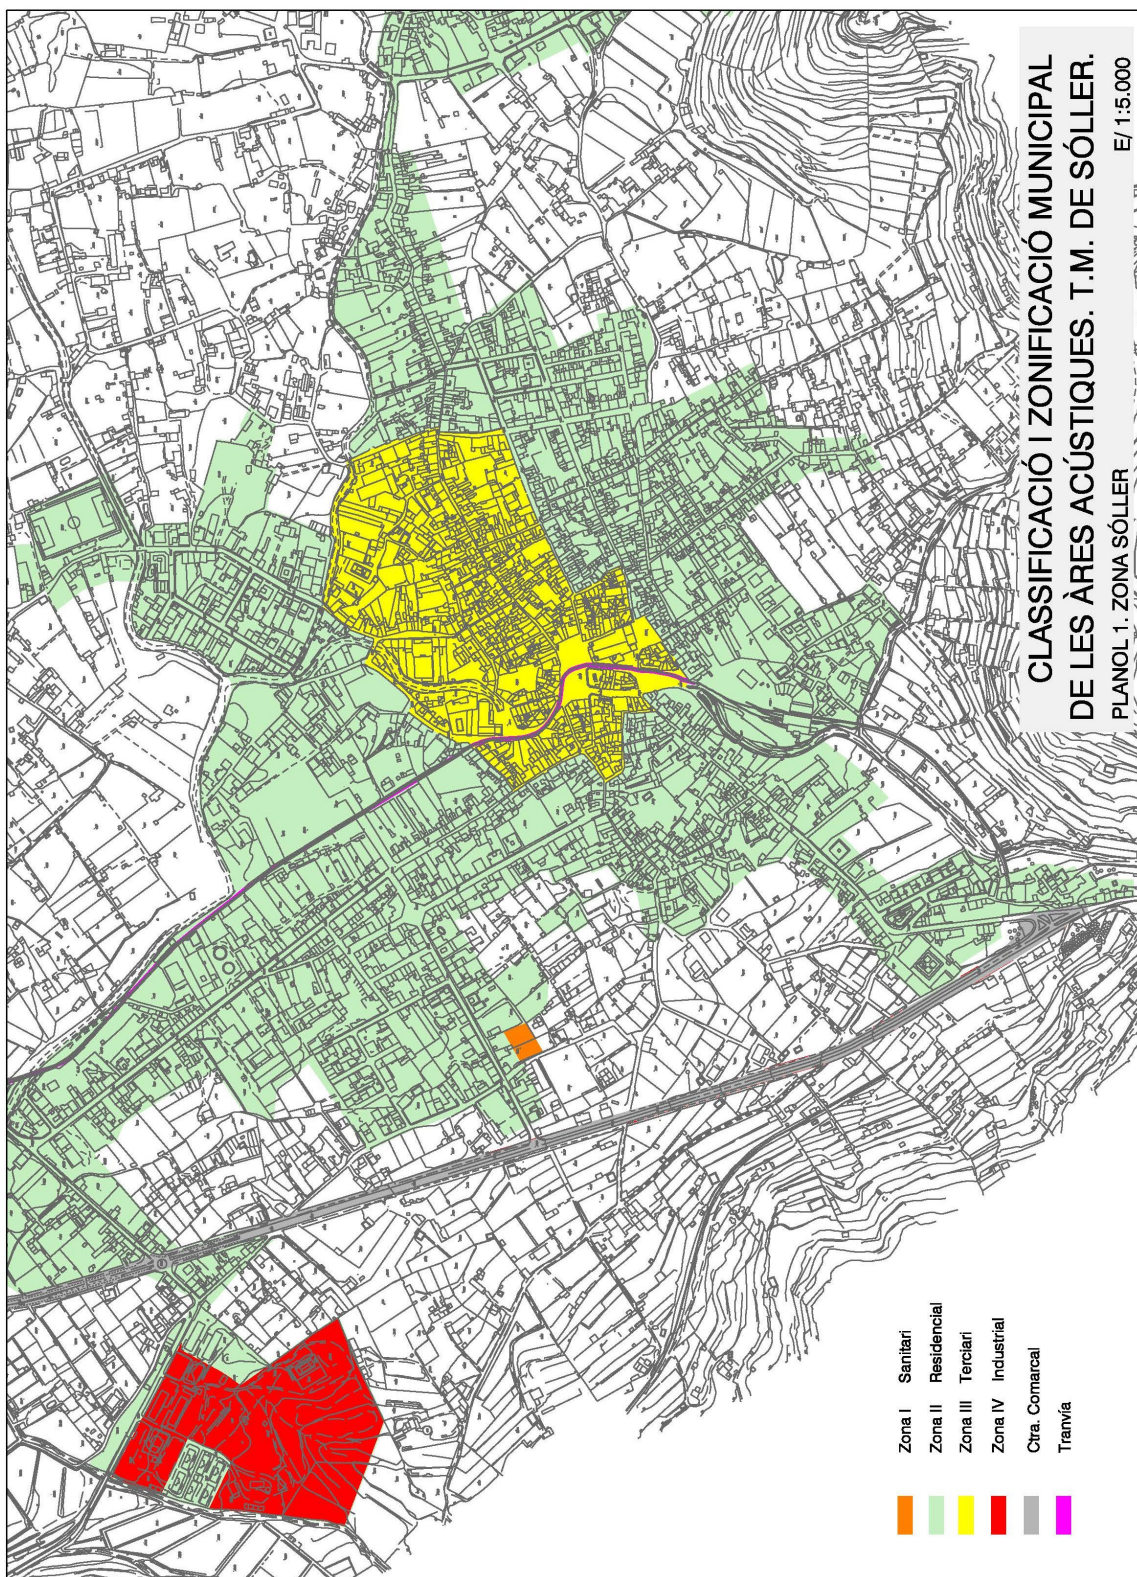 CLASSIFICACIÓ I ZONIFICACIÓ MUNICIPAL
DE LES ÀRES ACÚSTIQUES. T.M. DE SÓLLER.
PLANOL 1. ZONA SÓLLER E/ 1:5.000
Zona I Sanitari
Zona II Residencial
Zona III Terciari
Zona IV Industrial
Ctra. Comarcal
Tranvía